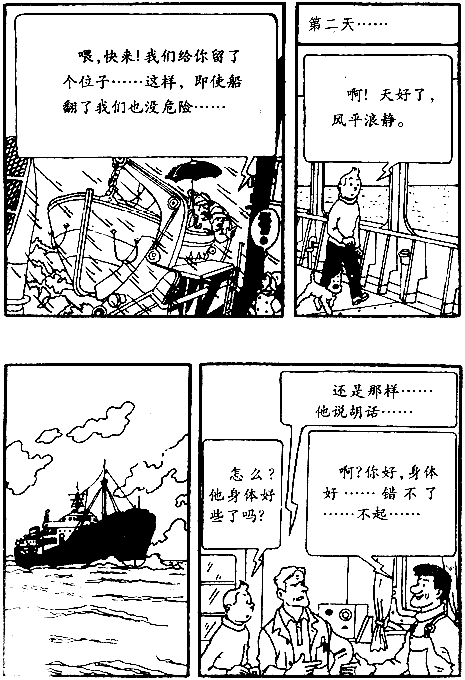 喂,快来!我们给你留了
个位子……这样,即使船
翻了我们也没危险……
第二天……
啊!天好了,
风平浪静。
还是那样……
他说胡话……
怎么?
他身体好
些了吗?
啊?你好,身体
好……错不了
……不起……